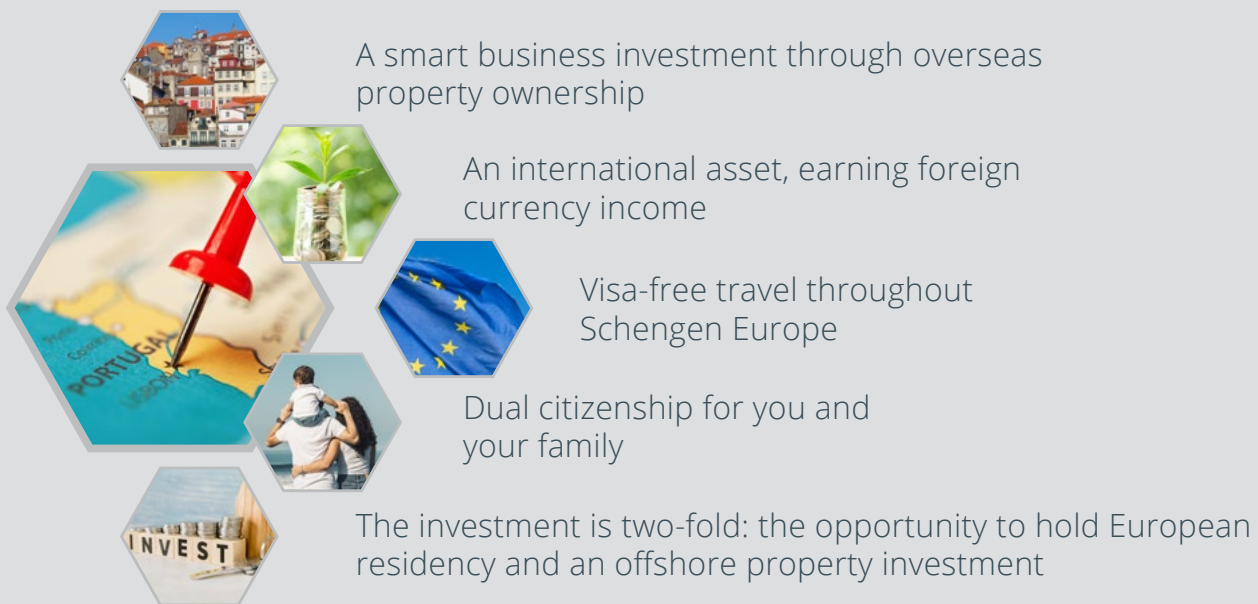 A smart business investment through overseas
property ownership
An international asset, earning foreign
currency income
Visa-free travel throughout
Schengen Europe
PORTUGAL
LISBON
Dual citizenship for you and
your family
INVEST
The investment is two-fold: the opportunity to hold European
residency and an offshore property investment